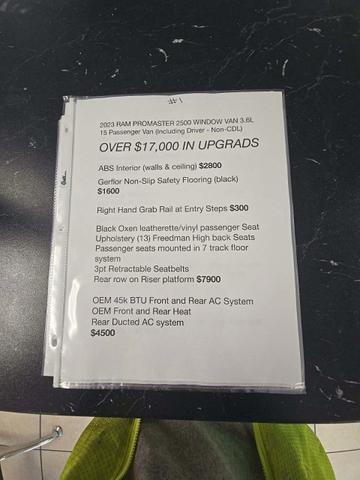 #1
2023 RAM PROMASTER 2500 WINDOW VAN 3.6L
15 Passenger Van (Including Driver - Non-CDL)
OVER $17,000 IN UPGRADS
ABS Interior (walls & ceiling) $2800
Gerflor Non-Slip Safety Flooring (black)
$1600
Right Hand Grab Rail at Entry Steps $300
Black Oxen leatherette/vinyl passenger Seat
Upholstery (13) Freedman High back Seats
Passenger seats mounted in 7 track floor
system
3pt Retractable Seatbelts
Rear row on Riser platform $7900
OEM 45k BTU Front and Rear AC System
OEM Front and Rear Heat
Rear Ducted AC system
$4500